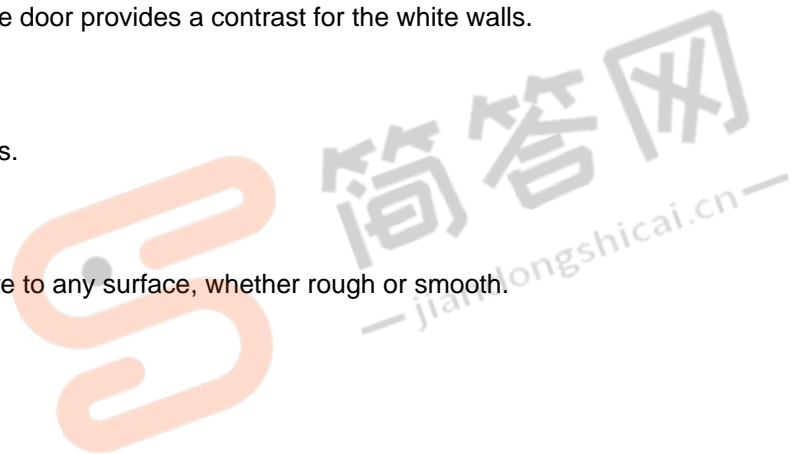 e door provides a contrast for the white walls.
s.
e to any surface, whether rough or smooth.
简答网
jiandongshicai.cn